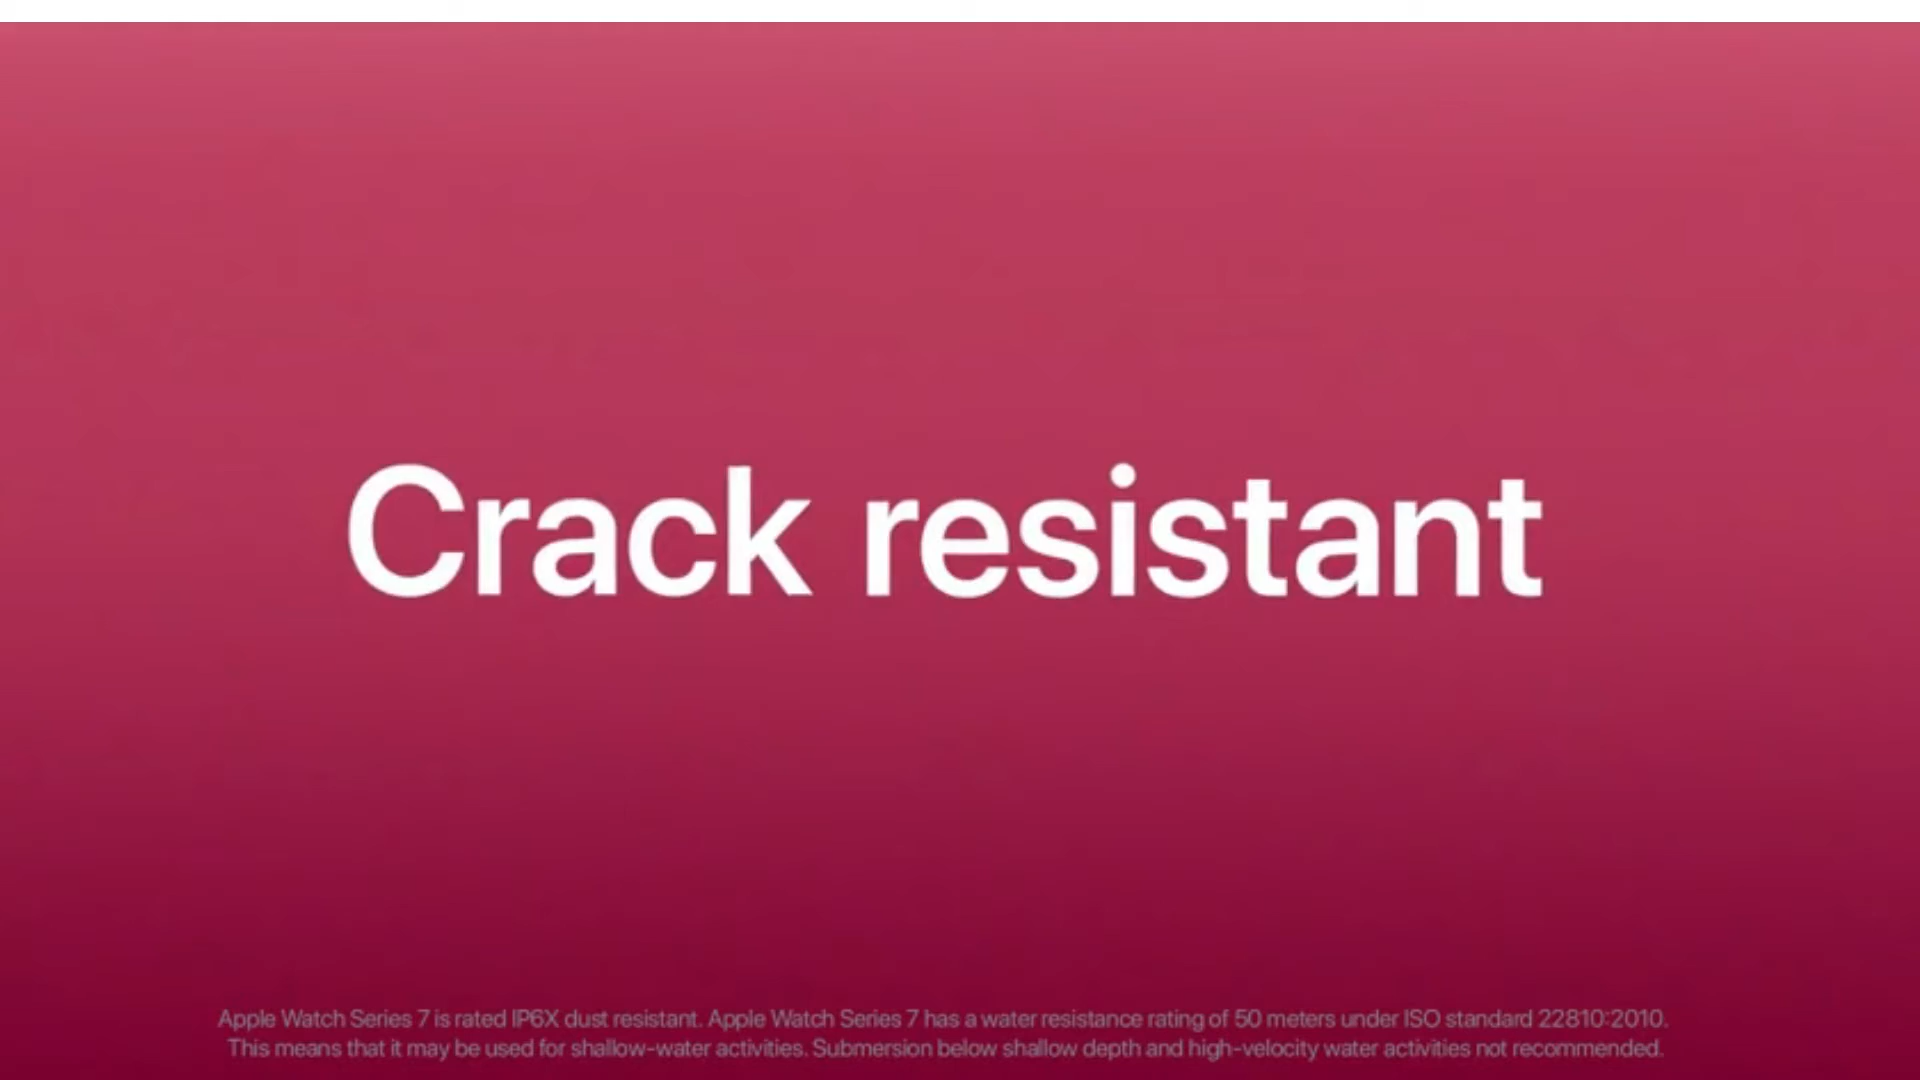 Crack resistant
Apple Watch Series 7 is rated IP6X dust resistant. Apple Watch Series 7 has a water resistance rating of 50 meters under ISO standard 22810:2010.
This means that it may be used for shallow-water activities. Submersion below shallow depth and high-velocity water activities not recommended.